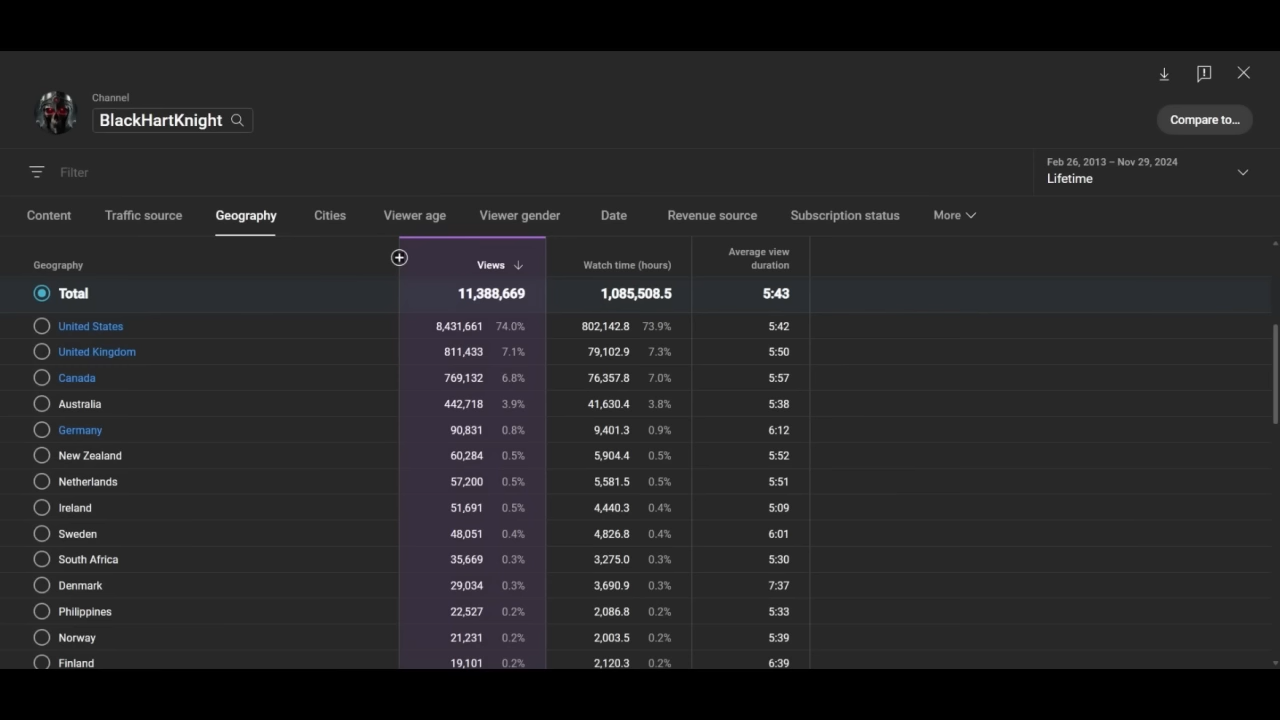 Channel
BlackHartKnight
Compare to...
Filter
Feb 26, 2013 – Nov 29, 2024
Lifetime
Content Traffic source Geography Cities Viewer age Viewer gender Date Revenue source Subscription status More
Geography Views Watch time (hours) Average view duration
Total 11,388,669 1,085,508.5 5:43
United States 8,431,661 74.0% 802,142.8 73.9% 5:42
United Kingdom 811,433 7.1% 79,102.9 7.3% 5:50
Canada 769,132 6.8% 76,357.8 7.0% 5:57
Australia 442,718 3.9% 41,630.4 3.8% 5:38
Germany 90,831 0.8% 9,401.3 0.9% 6:12
New Zealand 60,284 0.5% 5,904.4 0.5% 5:52
Netherlands 57,200 0.5% 5,581.5 0.5% 5:51
Ireland 51,691 0.5% 4,440.3 0.4% 5:09
Sweden 48,051 0.4% 4,826.8 0.4% 6:01
South Africa 35,669 0.3% 3,275.0 0.3% 5:30
Denmark 29,034 0.3% 3,690.9 0.3% 7:37
Philippines 22,527 0.2% 2,086.8 0.2% 5:33
Norway 21,231 0.2% 2,003.5 0.2% 5:39
Finland 19,101 0.2% 2,120.3 0.2% 6:39